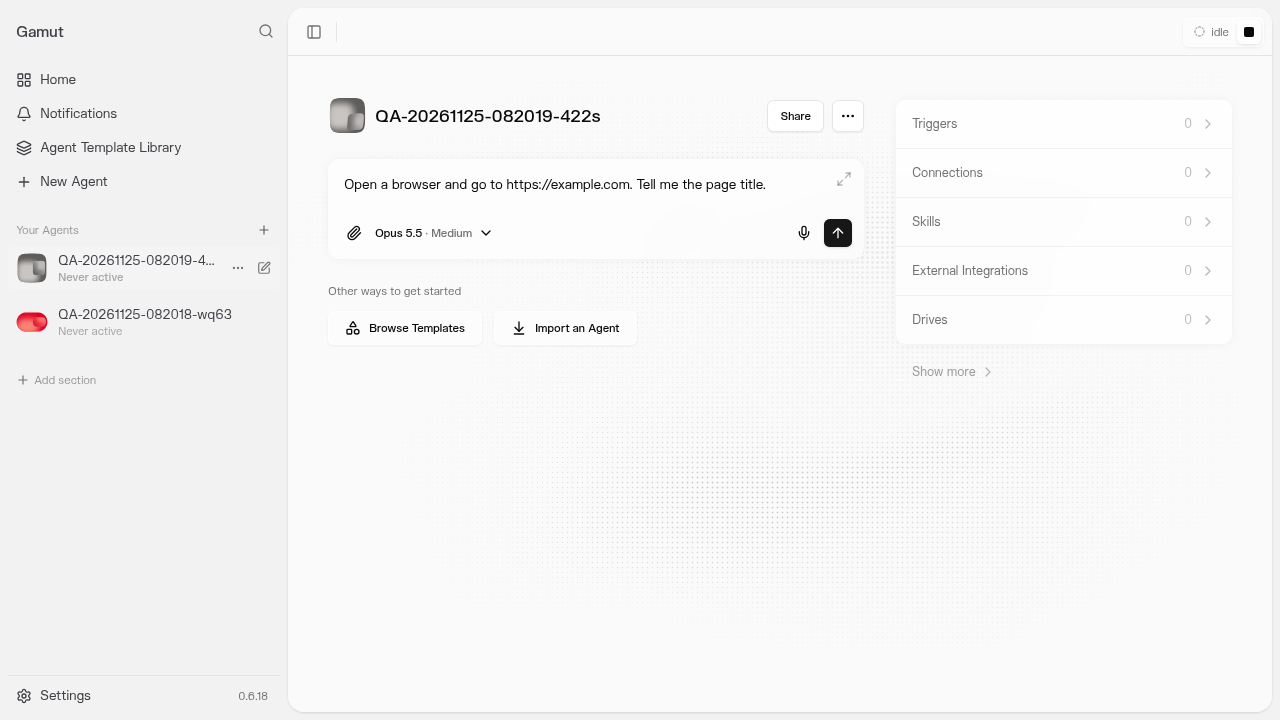 Gamut
Home
Notifications
Agent Template Library
New Agent
Your Agents
QA-20261125-082019-4...
Never active
QA-20261125-082018-wq63
Never active
Add section
Settings
0.6.18
idle
QA-20261125-082019-422s
Share
Open a browser and go to https://example.com. Tell me the page title.
Opus 5.5 · Medium
Other ways to get started
Browse Templates
Import an Agent
Triggers 0
Connections 0
Skills 0
External Integrations 0
Drives 0
Show more